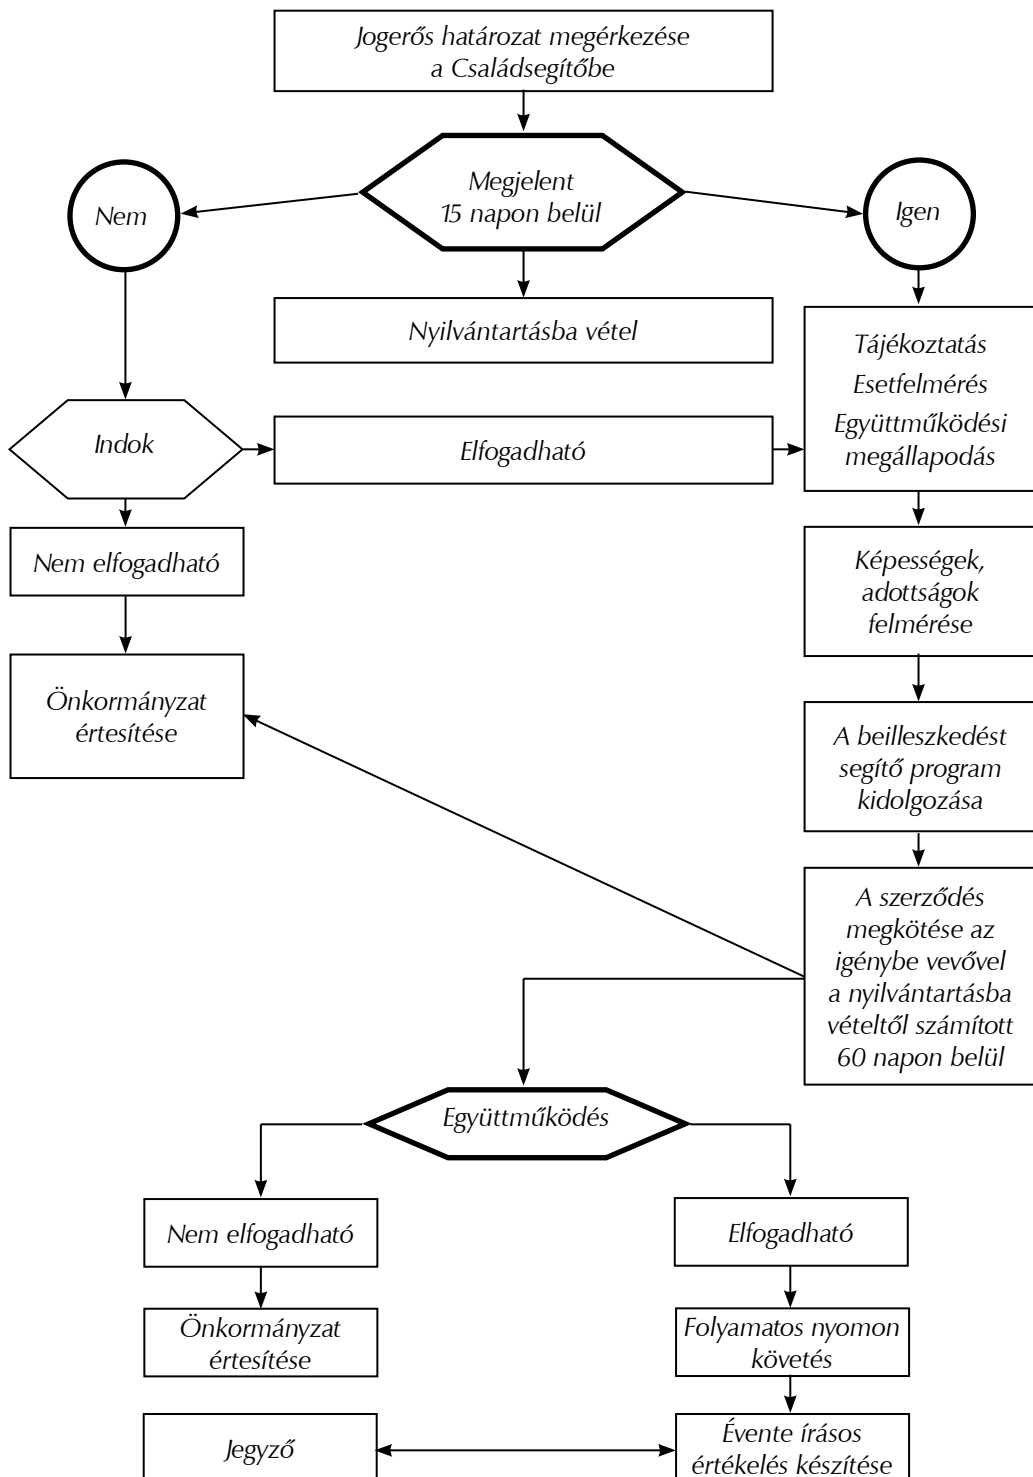 Jogerős határozat megérkezése
a Családsegítőbe
Megjelent
15 napon belül
Nem
Igen
Nyilvántartásba vétel
Tájékoztatás
Esetfelmérés
Együttműködési
megállapodás
Indok
Elfogadható
Nem elfogadható
Képességek,
adottságok
felmérése
Önkormányzat
értesítése
A beilleszkedést
segítő program
kidolgozása
A szerződés
megkötése az
igénybe vevővel
a nyilvántartásba
vételtől számított
60 napon belül
Együttműködés
Nem elfogadható
Elfogadható
Önkormányzat
értesítése
Folyamatos nyomon
követés
Jegyző
Évente írásos
értékelés készítése